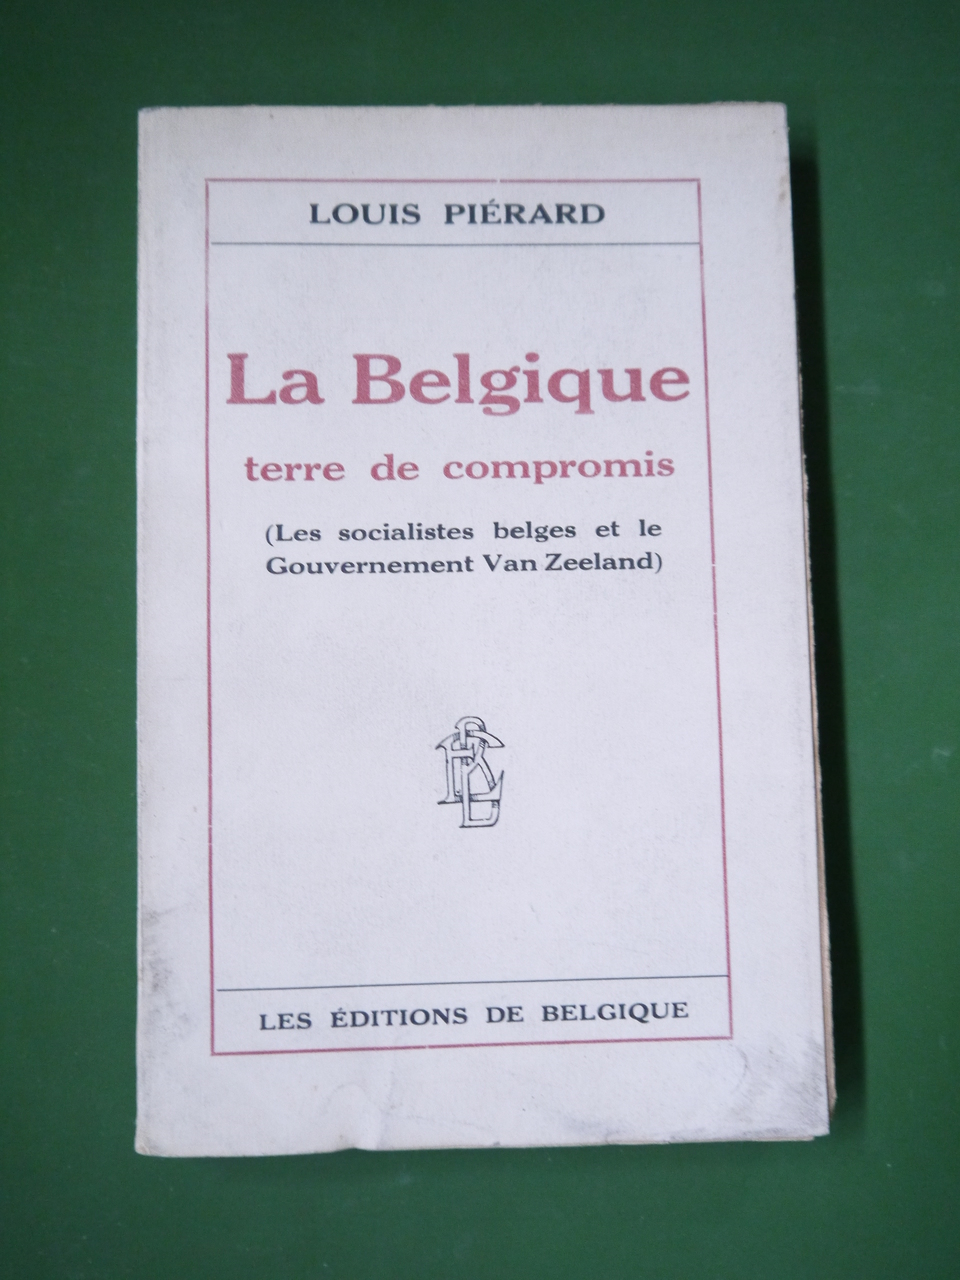 LOUIS PIÉRARD
La Belgique
terre de compromis
(Les socialistes belges et le
Gouvernement Van Zeeland)
LES ÉDITIONS DE BELGIQUE